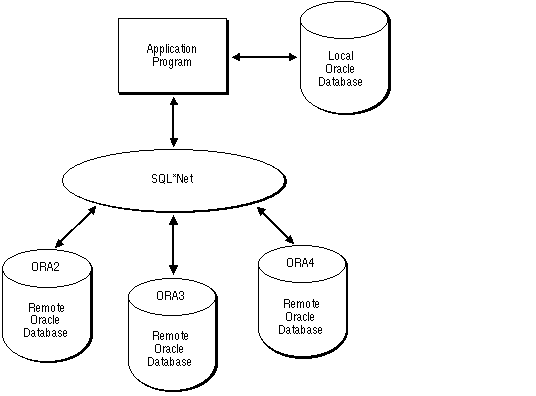 Application
Program
Local
Oracle
Database
SQL*Net
ORA2
Remote
Oracle
Database
ORA3
Remote
Oracle
Database
ORA4
Remote
Oracle
Database